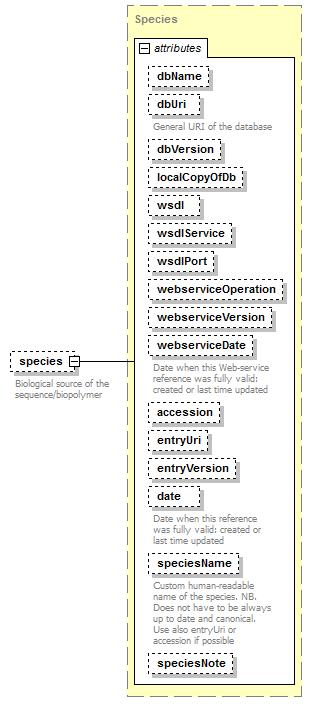 Species
attributes
dbName
dbUri
General URI of the database
dbVersion
localCopyOfDb
wsdl
wsdlService
wsdlPort
webserviceOperation
webserviceVersion
webserviceDate
Date when this Web-service
reference was fully valid:
created or last time updated
species
Biological source of the
sequence/biopolymer
accession
entryUri
entryVersion
date
Date when this reference
was fully valid: created or
last time updated
speciesName
Custom human-readable
name of the species. NB.
Does not have to be always
up to date and canonical.
Use also entryUri or
accession if possible
speciesNote